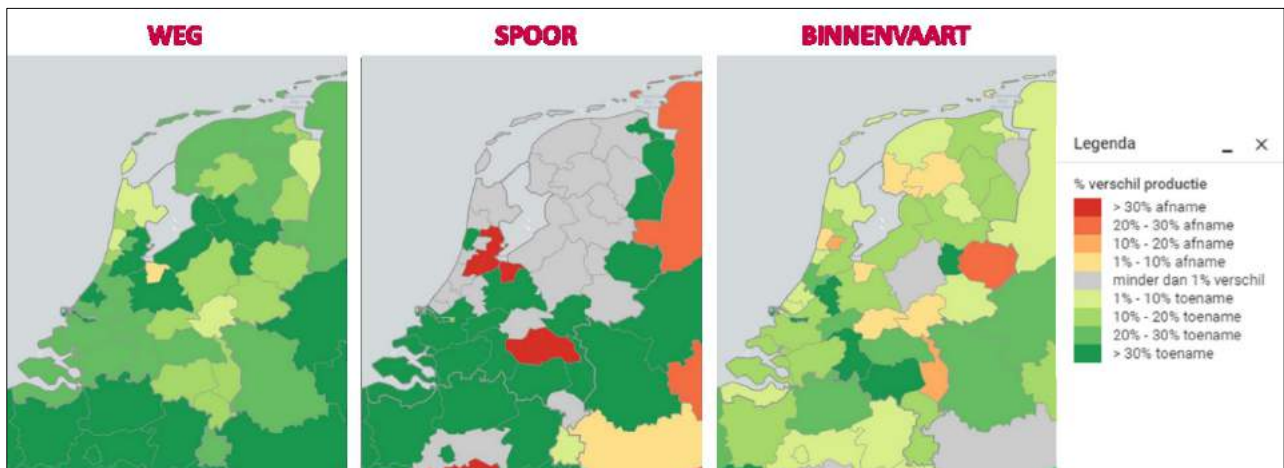 WEG
SPOOR
BINNENVAART
Legenda
% verschil productie
> 30% afname
20% - 30% afname
10% - 20% afname
1% - 10% afname
minder dan 1% verschil
1% - 10% toename
10% - 20% toename
20% - 30% toename
> 30% toename